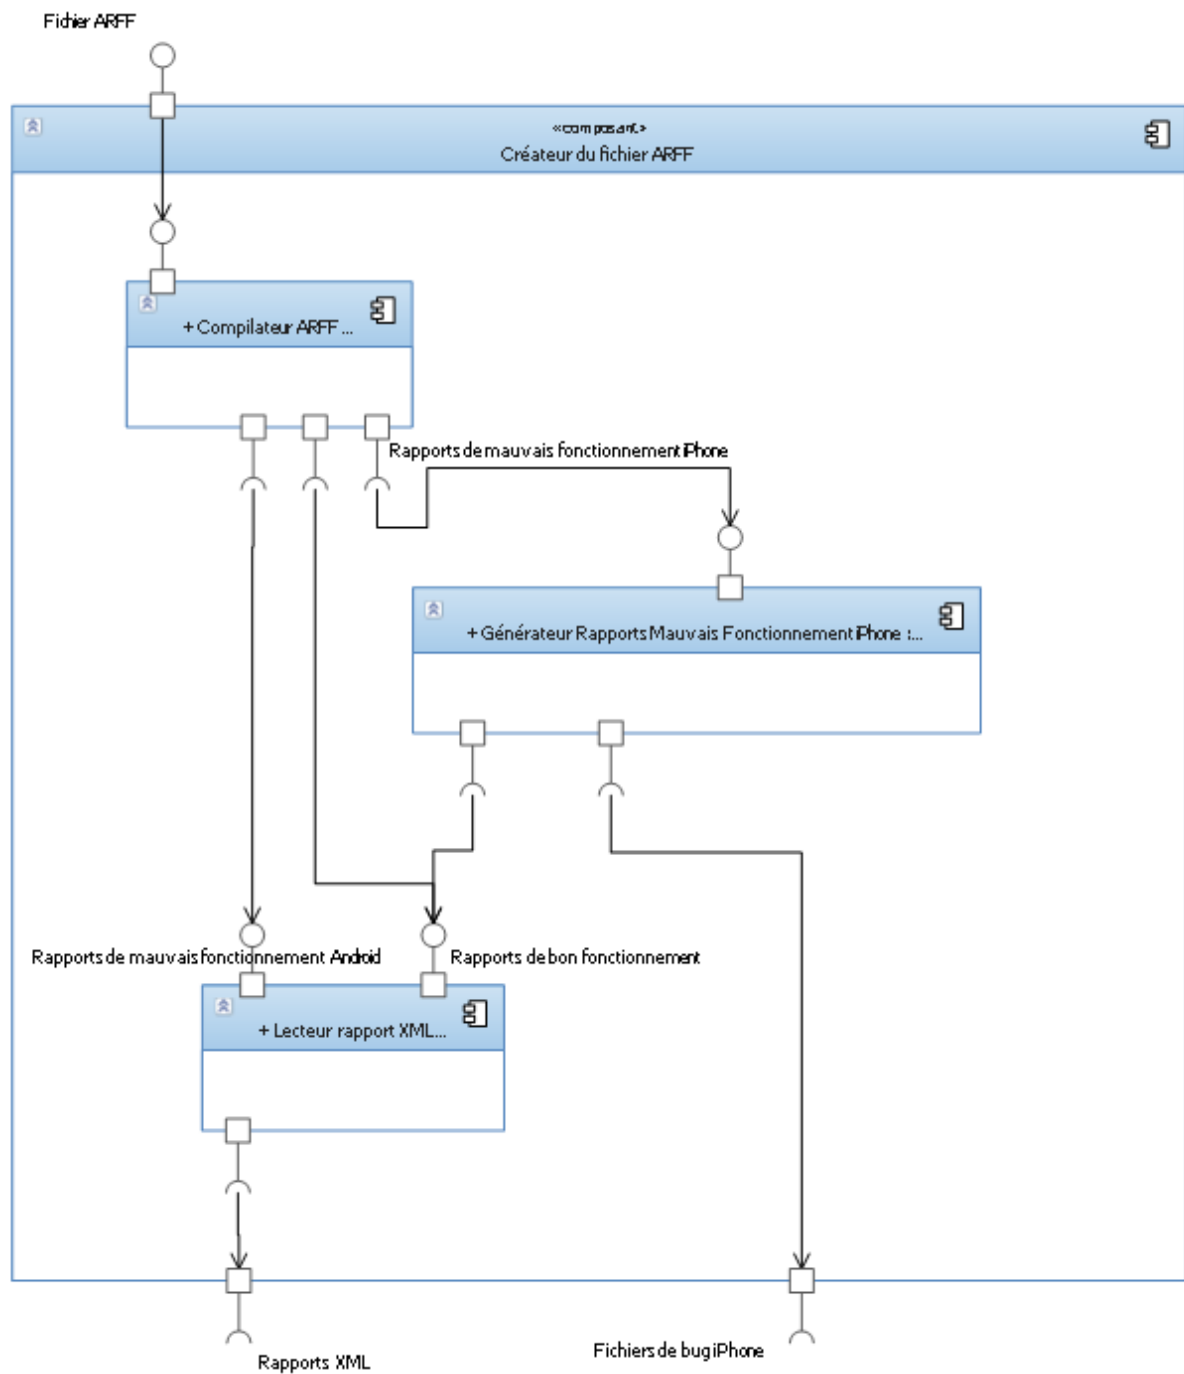 Fichier ARFF
«composant»
Créateur du fichier ARFF
+ Compilateur ARFF ...
Rapports de mauvais fonctionnement iPhone
+ Générateur Rapports Mauvais Fonctionnement iPhone :...
Rapports de mauvais fonctionnement Android
Rapports de bon fonctionnement
+ Lecteur rapport XML...
Fichiers de bug iPhone
Rapports XML